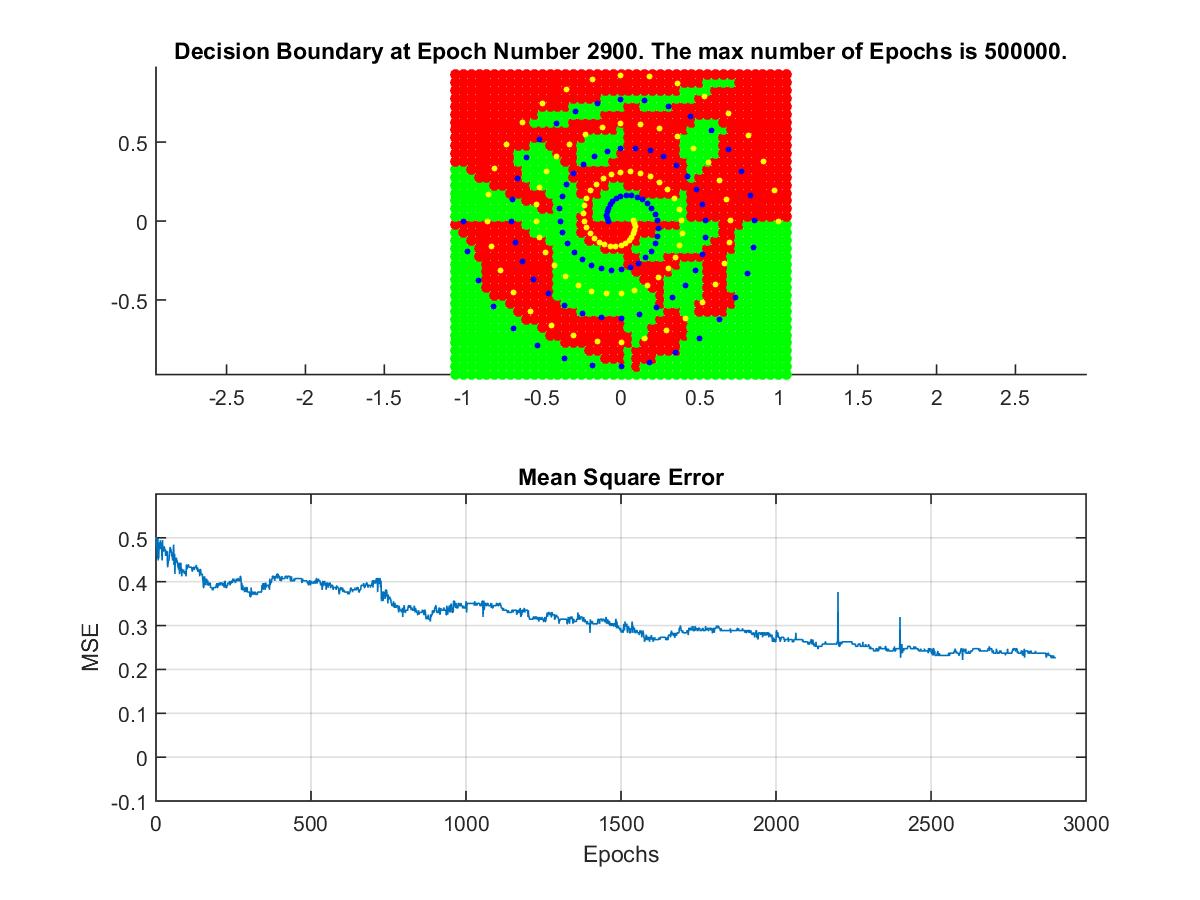 Decision Boundary at Epoch Number 2900. The max number of Epochs is 500000.
0.5
0
-0.5
-2.5 -2 -1.5 -1 -0.5 0 0.5 1 1.5 2 2.5
Mean Square Error
0.5
0.4
0.3
0.2
0.1
0
-0.1
MSE
0 500 1000 1500 2000 2500 3000
Epochs